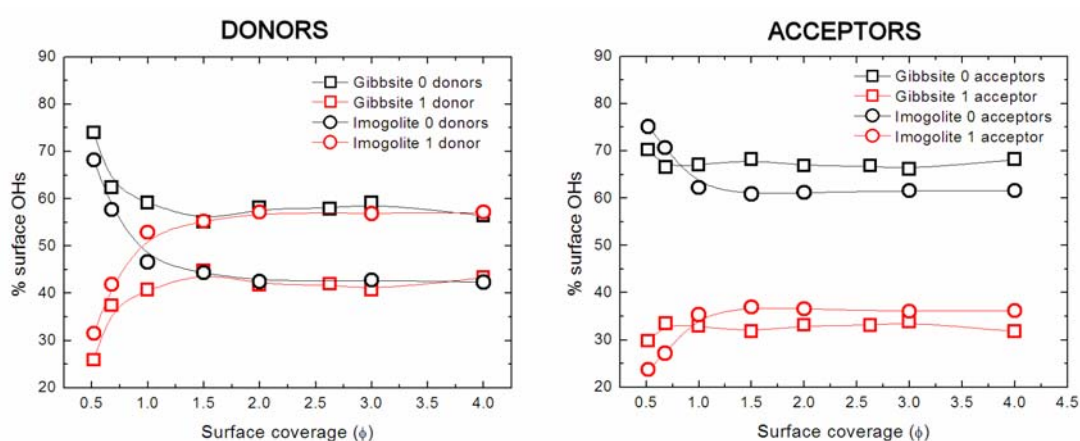 DONORS
90
80
70
60
50
40
30
20
% surface OHs
Gibbsite 0 donors
Gibbsite 1 donor
Imogolite 0 donors
Imogolite 1 donor
0.5 1.0 1.5 2.0 2.5 3.0 3.5 4.0
Surface coverage (ϕ)
ACCEPTORS
90
80
70
60
50
40
30
20
% surface OHs
Gibbsite 0 acceptors
Gibbsite 1 acceptor
Imogolite 0 acceptors
Imogolite 1 acceptor
0.5 1.0 1.5 2.0 2.5 3.0 3.5 4.0 4.5
Surface coverage (ϕ)